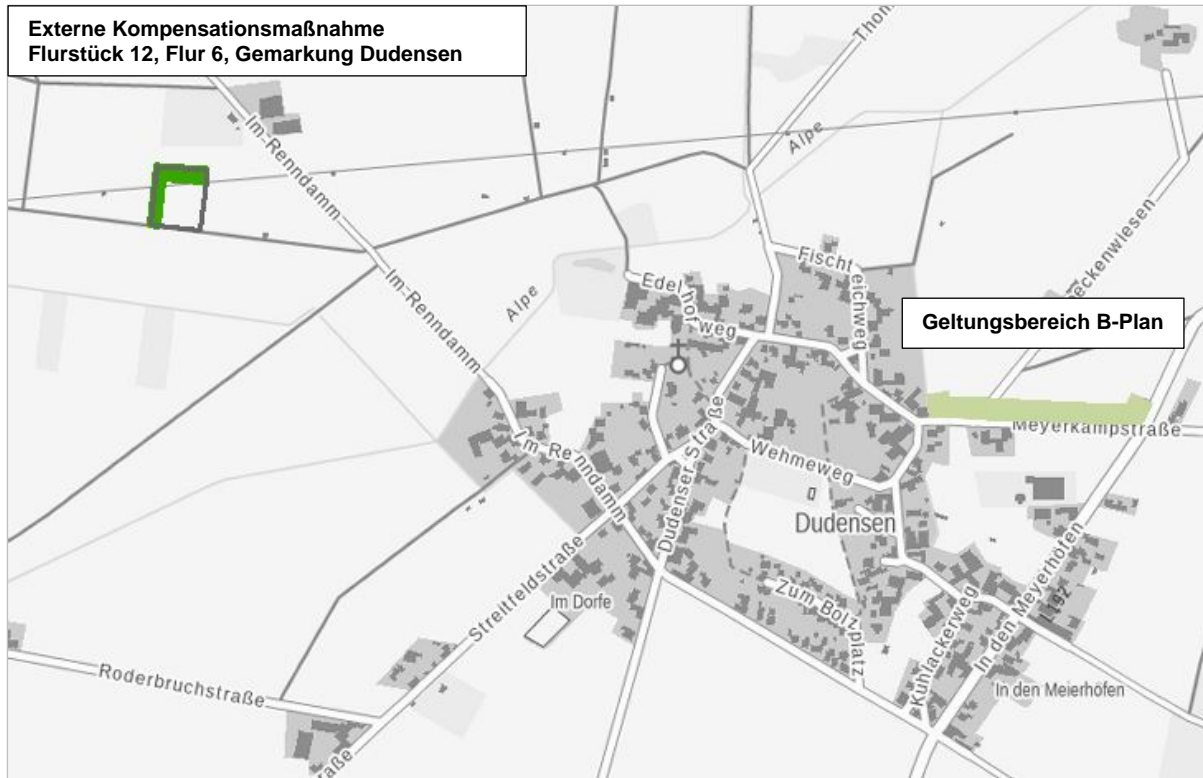 Externe Kompensationsmaßnahme
Flurstück 12, Flur 6, Gemarkung Dudensen
Alpe
Im-Renndamm
Fischteichweg
Geltungsbereich B-Plan
Im-Renndamm
Alpe
Edelhofweg
Meyerkampstraße
Im Renndamm
Dudenser Straße
Wehmeweg
Dudensen
Streitfeldstraße
Im Dorfe
Zum Bolzplatz
Kuhlackerweg
In den Meyerhöfen
In den Meierhöfen
Roderbruchstraße